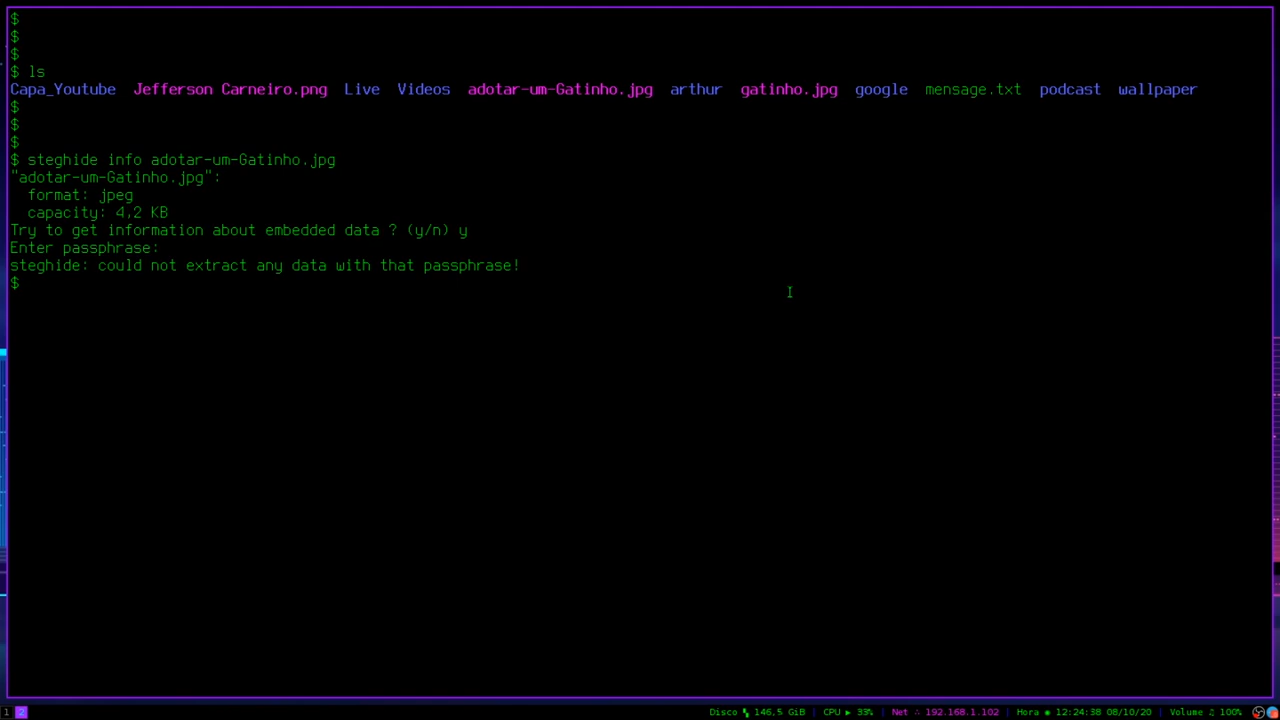 $
$
$
$ ls
Capa_Youtube  Jefferson Carneiro.png  Live  Videos  adotar-um-Gatinho.jpg  arthur  gatinho.jpg  google  mensage.txt  podcast  wallpaper
$
$
$
$ steghide info adotar-um-Gatinho.jpg
"adotar-um-Gatinho.jpg":
  format: jpeg
  capacity: 4,2 KB
Try to get information about embedded data ? (y/n) y
Enter passphrase:
steghide: could not extract any data with that passphrase!
$
1 2 Disco 146,5 GiB | CPU ▶ 33% | Net ∴ 192.168.1.102 | Hora ◉ 12:24:38 08/10/20 | Volume ♫ 100%